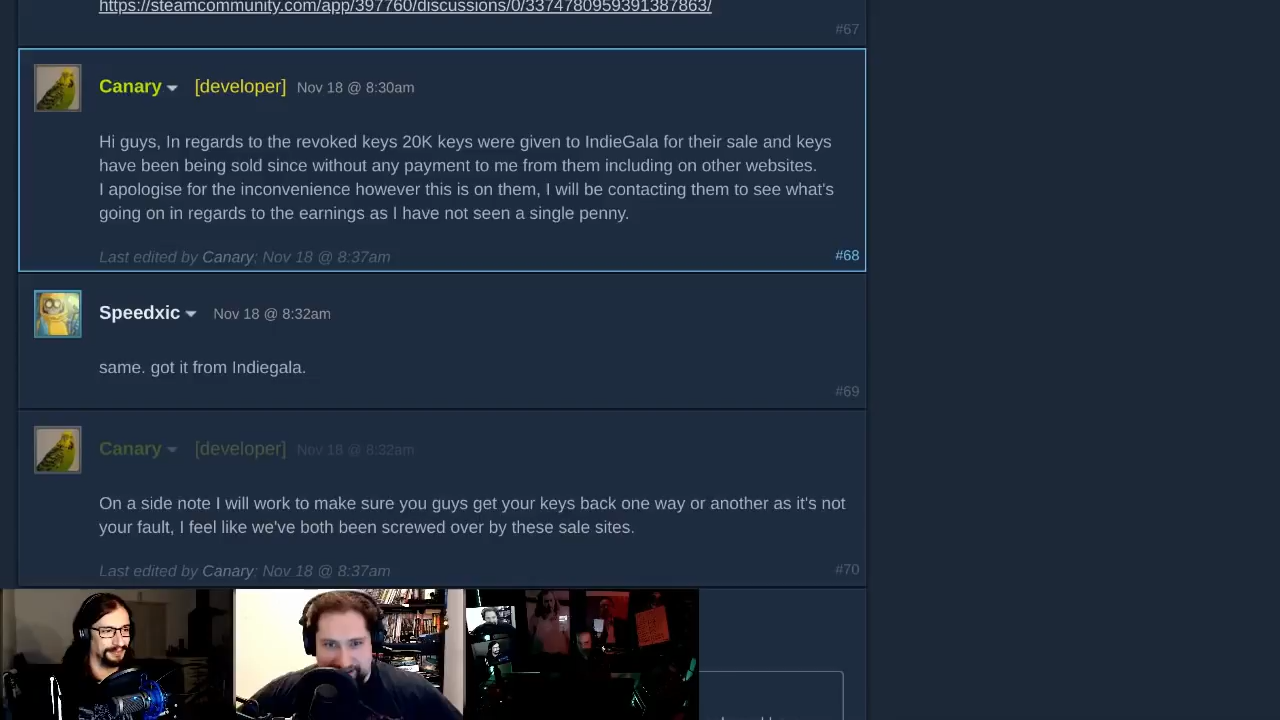 https://steamcommunity.com/app/397760/discussions/0/3374780959391387863/
#67
Canary [developer] Nov 18 @ 8:30am
Hi guys, In regards to the revoked keys 20K keys were given to IndieGala for their sale and keys
have been being sold since without any payment to me from them including on other websites.
I apologise for the inconvenience however this is on them, I will be contacting them to see what's
going on in regards to the earnings as I have not seen a single penny.
Last edited by Canary; Nov 18 @ 8:37am
#68
Speedxic Nov 18 @ 8:32am
same. got it from Indiegala.
#69
Canary [developer] Nov 18 @ 8:32am
On a side note I will work to make sure you guys get your keys back one way or another as it's not
your fault, I feel like we've both been screwed over by these sale sites.
Last edited by Canary; Nov 18 @ 8:37am
#70